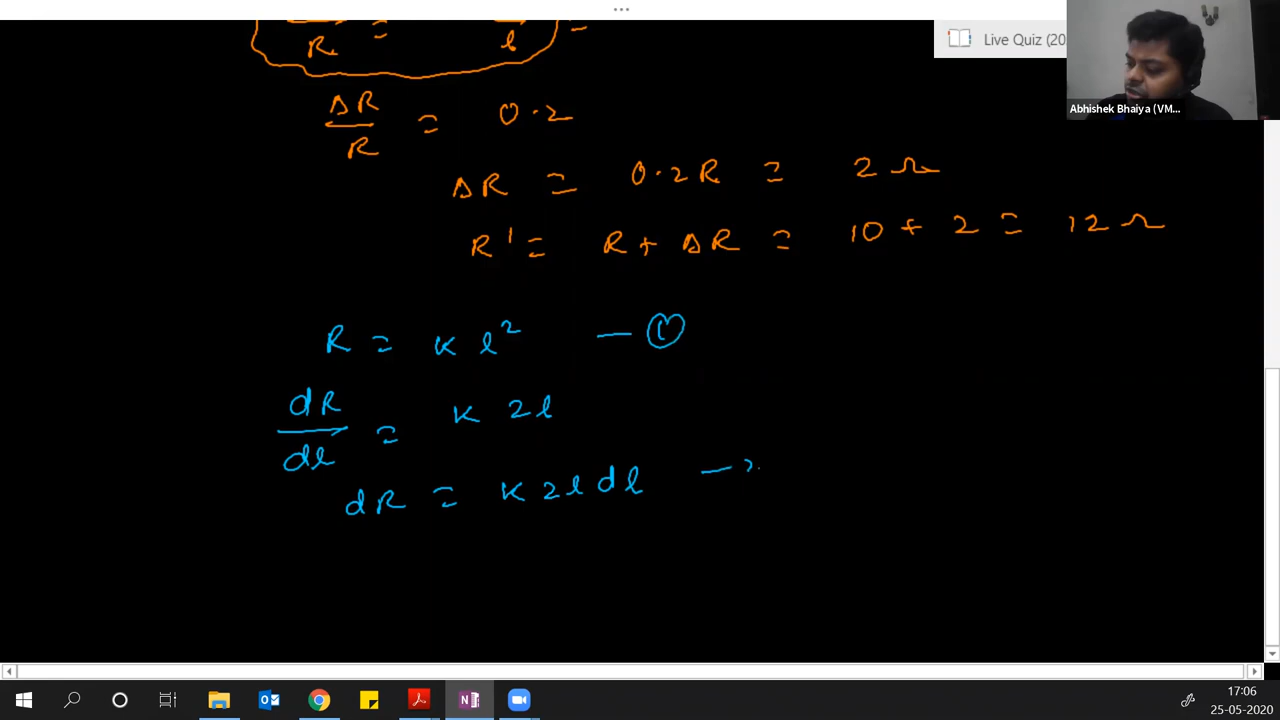 Live Quiz (20
Abhishek Bhaiya (VM...
R = l =
ΔR/R = 0.2
ΔR = 0.2R = 2 Ω
R' = R + ΔR = 10 + 2 = 12 Ω
R = K l² — ①
dR/dl = K 2l
dR = K 2l dl —
17:06
25-05-2020